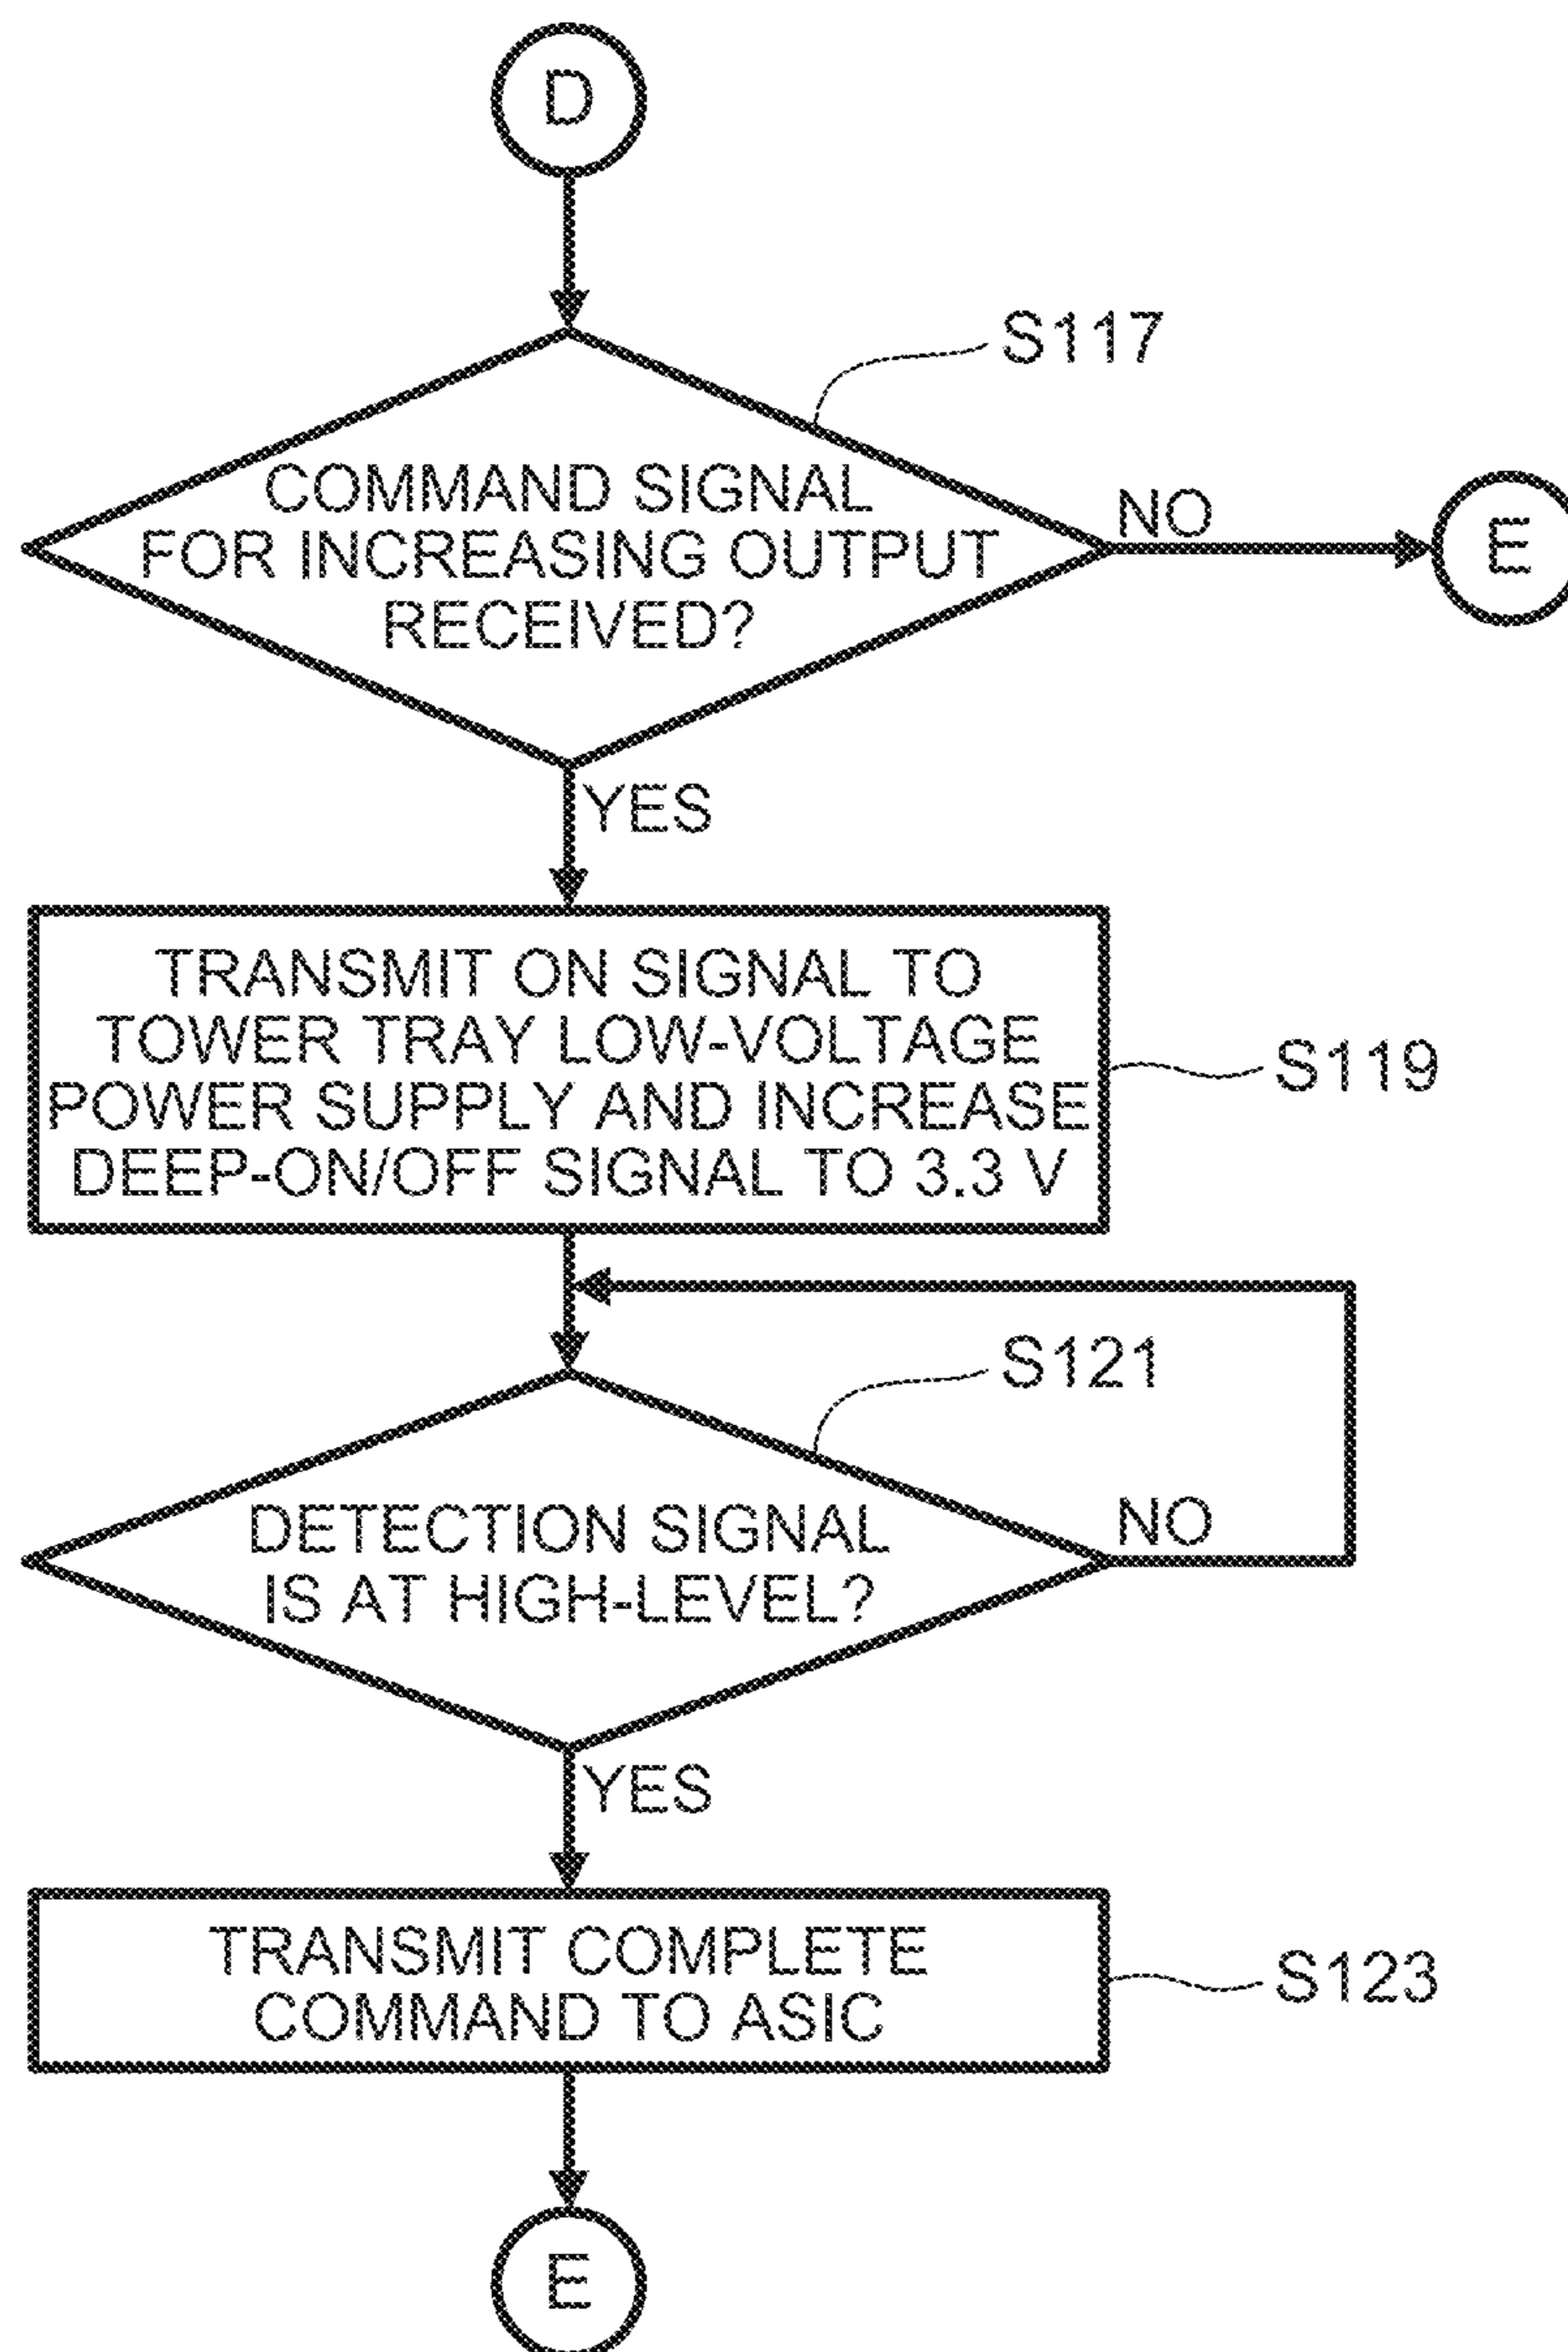 D
S117
COMMAND SIGNAL
FOR INCREASING OUTPUT
RECEIVED?
NO
E
YES
TRANSMIT ON SIGNAL TO
TOWER TRAY LOW-VOLTAGE
POWER SUPPLY AND INCREASE
DEEP-ON/OFF SIGNAL TO 3.3 V
S119
S121
DETECTION SIGNAL
IS AT HIGH-LEVEL?
NO
YES
TRANSMIT COMPLETE
COMMAND TO ASIC
S123
E